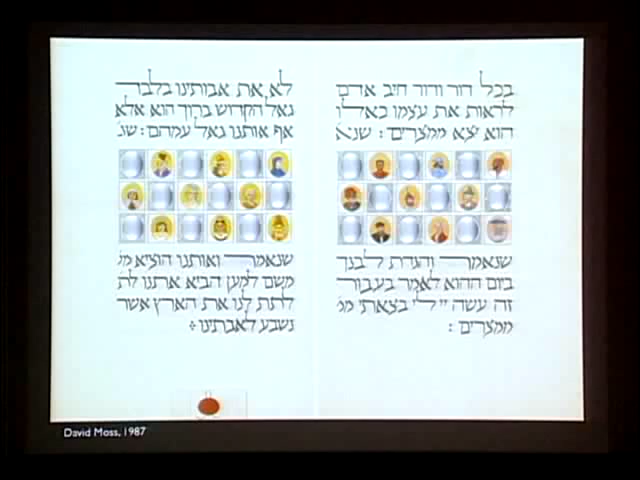 בכל דור ודור חיב אדם
לראות את עצמו כאלו
הוא יצא ממצרים: שנא
שנאמר והגדת לבנך
ביום ההוא לאמר בעבור
זה עשה יי לי בצאתי ממ
ממצרים:
לא את אבותינו בלבד
גאל הקדוש ברוך הוא אלא
אף אותנו גאל עמהם: שנ
שנאמר ואותנו הוציא מ
משם למען הביא אתנו לת
לתת לנו את הארץ אשר
נשבע לאבתינו
David Moss, 1987